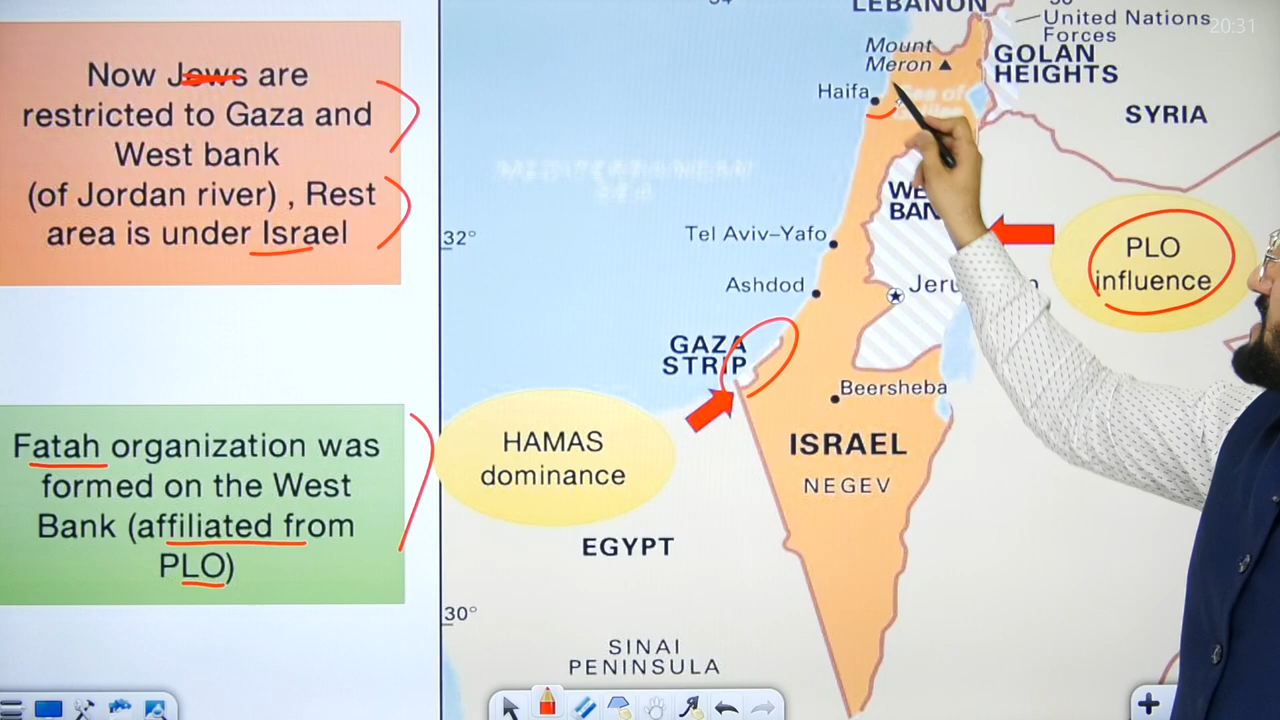 Now Jews are
restricted to Gaza and
West bank
(of Jordan river) , Rest
area is under Israel
Fatah organization was
formed on the West
Bank (affiliated from
PLO)
LEBANON
United Nations
Forces
20:31
Mount
Meron
GOLAN
HEIGHTS
Haifa
SYRIA
MEDITERRANEAN
SEA
32°
Tel Aviv–Yafo
PLO
influence
Ashdod
GAZA
STRIP
Beersheba
HAMAS
dominance
ISRAEL
NEGEV
EGYPT
30°
SINAI
PENINSULA